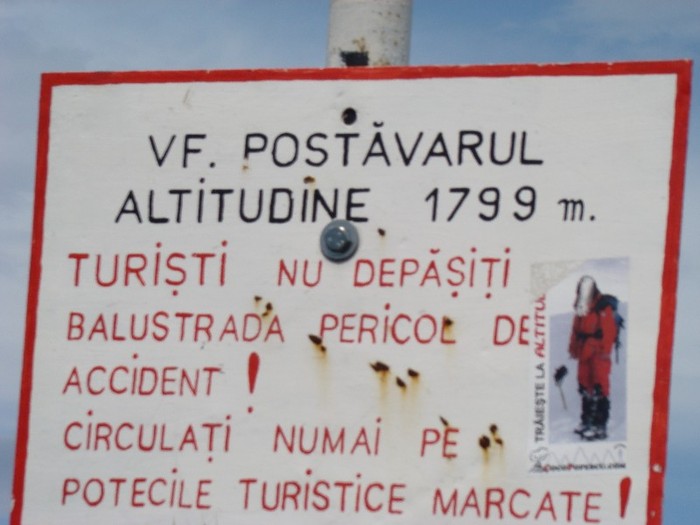 VF. POSTĂVARUL
ALTITUDINE 1799 m.
TURIȘTI NU DEPĂȘIȚI
BALUSTRADA PERICOL DE
ACCIDENT !
CIRCULAȚI NUMAI PE
POTECILE TURISTICE MARCATE !
TRĂIEȘTE LA ALTITU